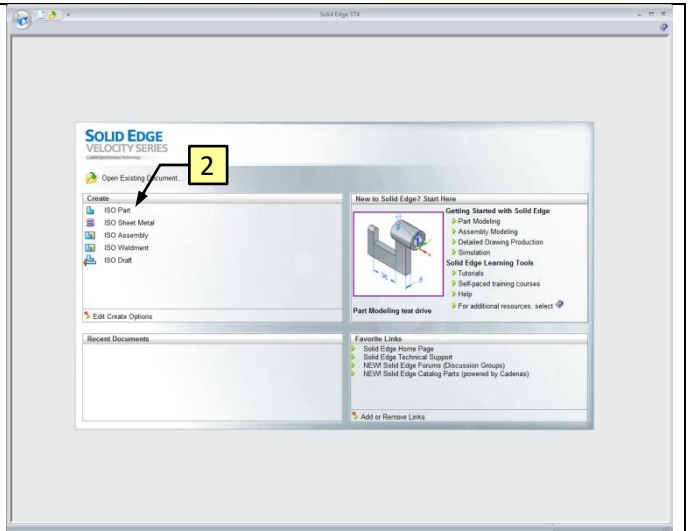 Solid Edge ST4
SOLID EDGE
VELOCITY SERIES
2
Open Existing Document...
Create
ISO Part
ISO Sheet Metal
ISO Assembly
ISO Weldment
ISO Draft
Edit Create Options
New to Solid Edge? Start Here
Getting Started with Solid Edge
Part Modeling
Assembly Modeling
Detailed Drawing Production
Simulation
Solid Edge Learning Tools
Tutorials
Self-paced training courses
Help
For additional resources, select
Part Modeling test drive
Recent Documents
Favorite Links
Solid Edge Home Page
Solid Edge Technical Support
NEW! Solid Edge Forums (Discussion Groups)
NEW! Solid Edge Catalog Parts (powered by Cadenas)
Add or Remove Links